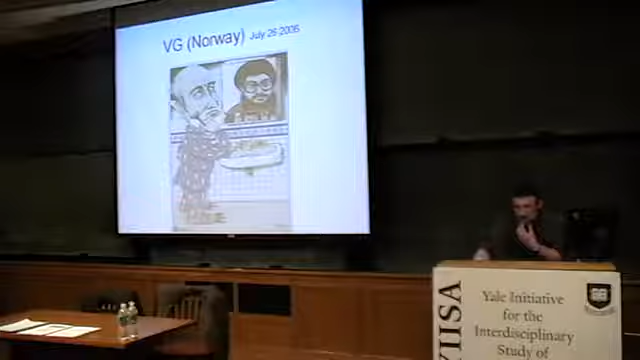 VG (Norway) July 26 2006
YIISA
Yale Initiative
for the
Interdisciplinary
Study of